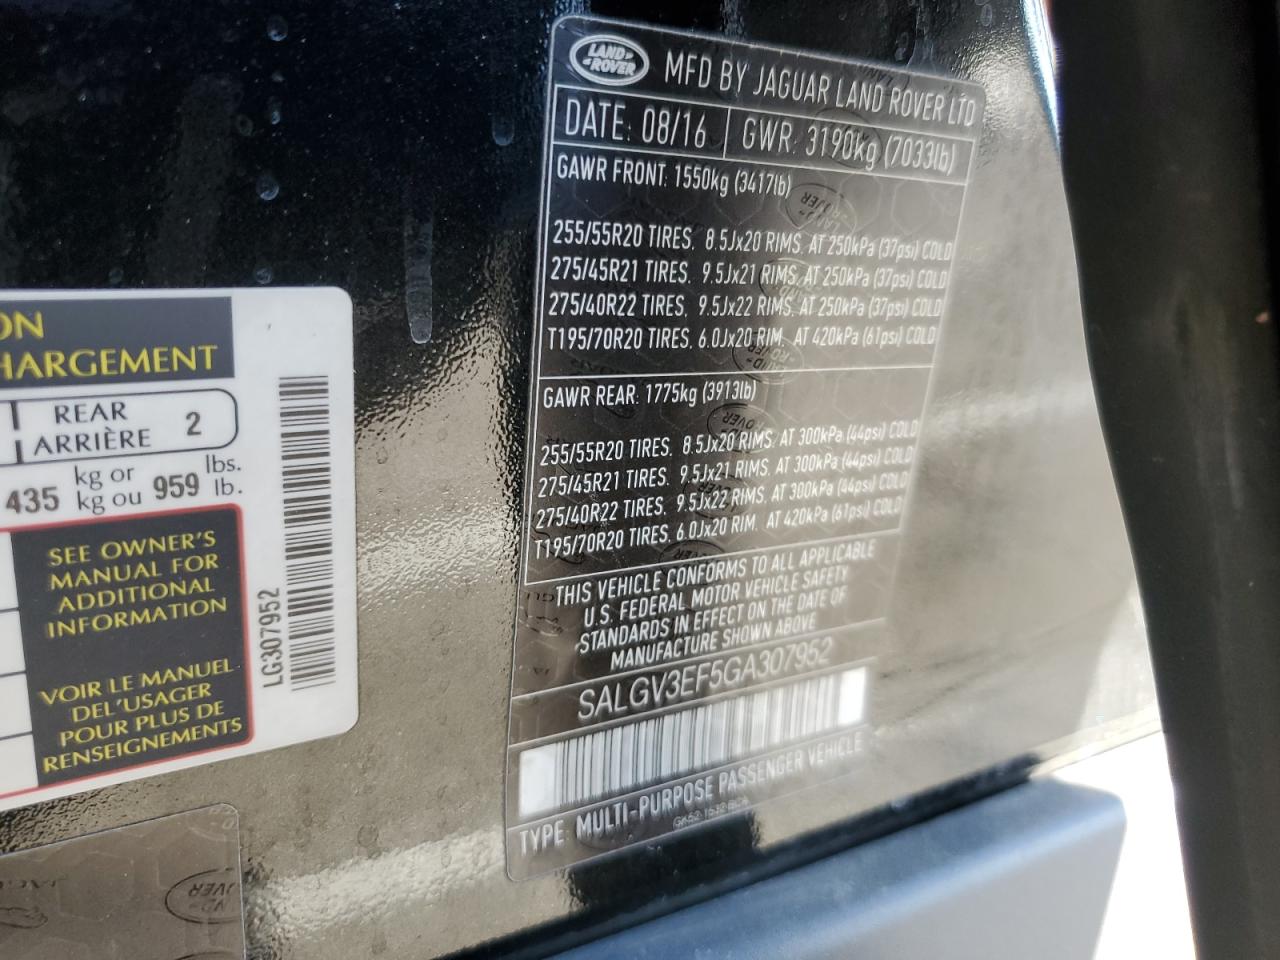 LAND ROVER
MFD BY JAGUAR LAND ROVER LTD
DATE: 08/16 GWR: 3190kg (7033lb)
GAWR FRONT: 1550kg (3417lb)
255/55R20 TIRES, 8.5Jx20 RIMS, AT 250kPa (37psi) COLD
275/45R21 TIRES, 9.5Jx21 RIMS, AT 250kPa (37psi) COLD
275/40R22 TIRES, 9.5Jx22 RIMS, AT 250kPa (37psi) COLD
T195/70R20 TIRES, 6.0Jx20 RIM, AT 420kPa (61psi) COLD
GAWR REAR: 1775kg (3913lb)
255/55R20 TIRES, 8.5Jx20 RIMS, AT 300kPa (44psi) COLD
275/45R21 TIRES, 9.5Jx21 RIMS, AT 300kPa (44psi) COLD
275/40R22 TIRES, 9.5Jx22 RIMS, AT 300kPa (44psi) COLD
T195/70R20 TIRES, 6.0Jx20 RIM, AT 420kPa (61psi) COLD
THIS VEHICLE CONFORMS TO ALL APPLICABLE
U.S. FEDERAL MOTOR VEHICLE SAFETY
STANDARDS IN EFFECT ON THE DATE OF
MANUFACTURE SHOWN ABOVE
SALGV3EF5GA307952
TYPE: MULTI-PURPOSE PASSENGER VEHICLE
ON
HARGEMENT
REAR
ARRIÈRE 2
435 kg or
kg ou 959 lbs.
lb.
SEE OWNER'S
MANUAL FOR
ADDITIONAL
INFORMATION
VOIR LE MANUEL
DEL'USAGER
POUR PLUS DE
RENSEIGNEMENTS
LG307952